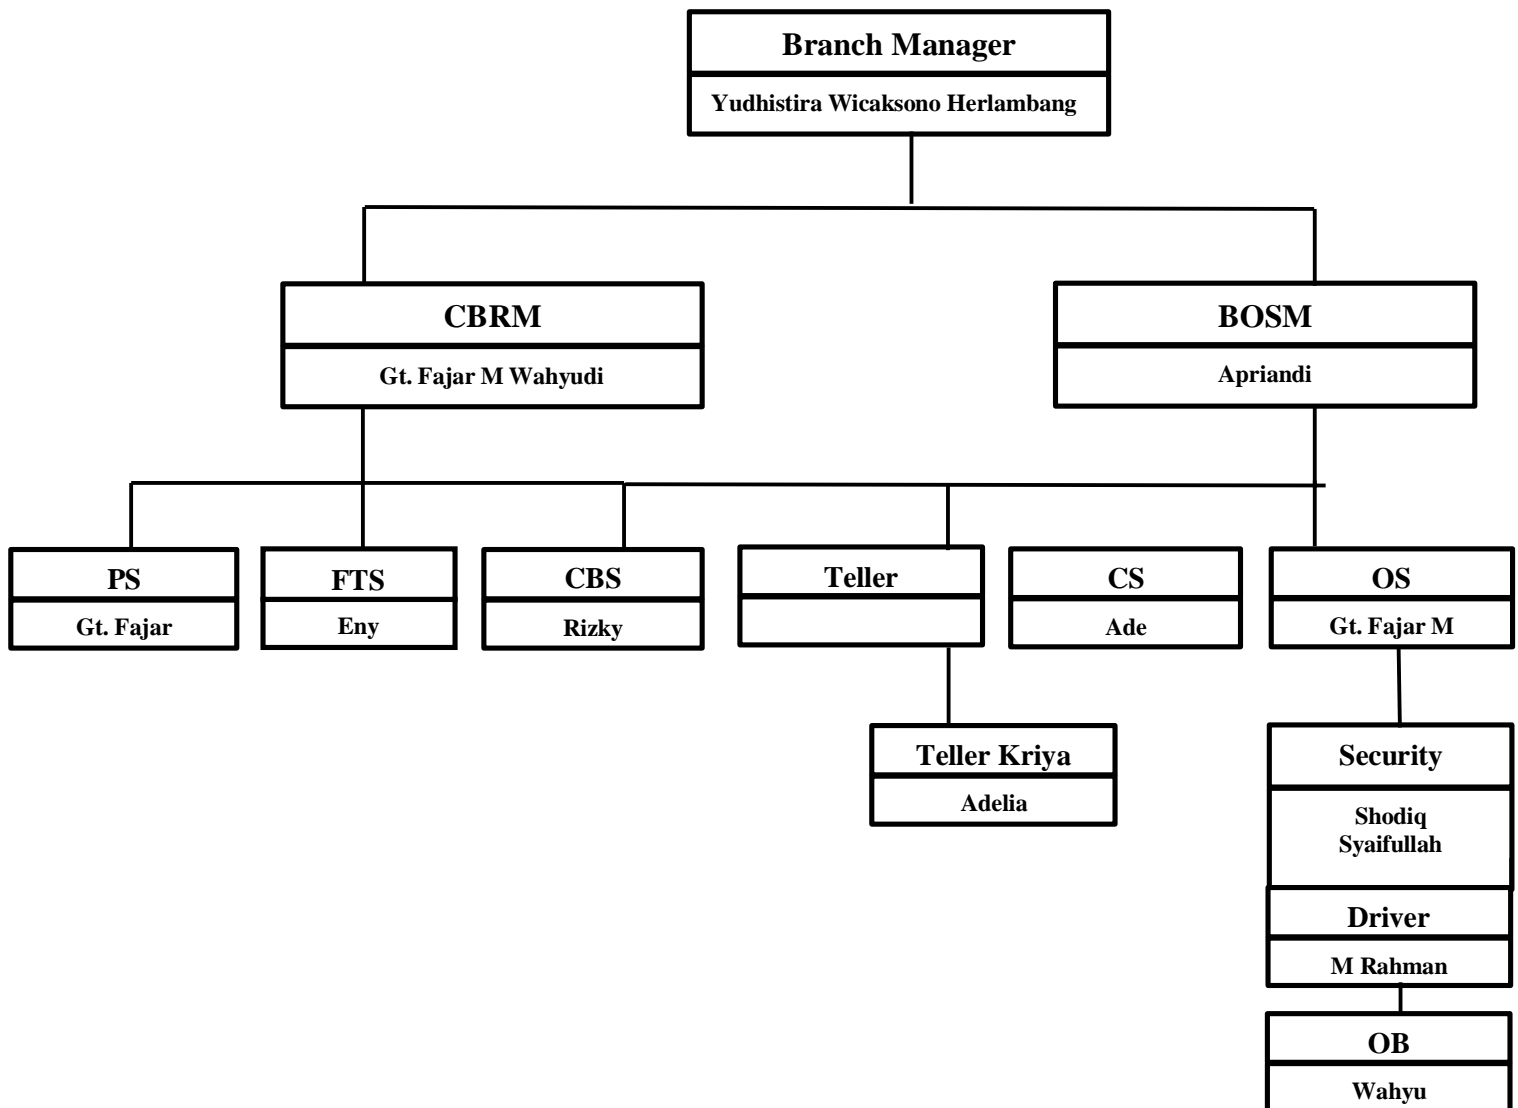 Branch Manager
Yudhistira Wicaksono Herlambang
CBRM
Gt. Fajar M Wahyudi
BOSM
Apriandi
PS
Gt. Fajar
FTS
Eny
CBS
Rizky
Teller
CS
Ade
OS
Gt. Fajar M
Teller Kriya
Adelia
Security
Shodiq
Syaifullah
Driver
M Rahman
OB
Wahyu